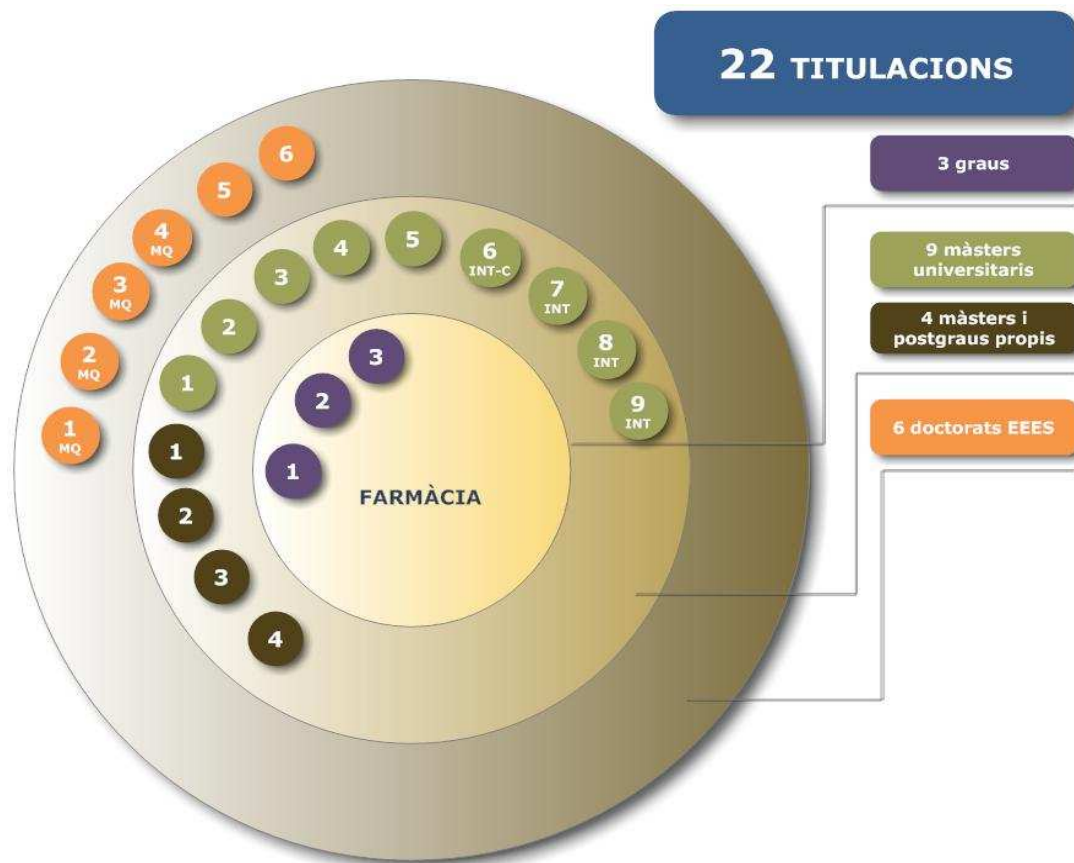 22 TITULACIONS
3 graus
9 màsters
universitaris
4 màsters i
postgraus propis
6 doctorats EEES
6
5
4
MQ
3
MQ
2
MQ
1
MQ
1
2
3
4
5
6
INT-C
7
INT
8
INT
9
INT
1
2
3
4
3
2
1
FARMÀCIA